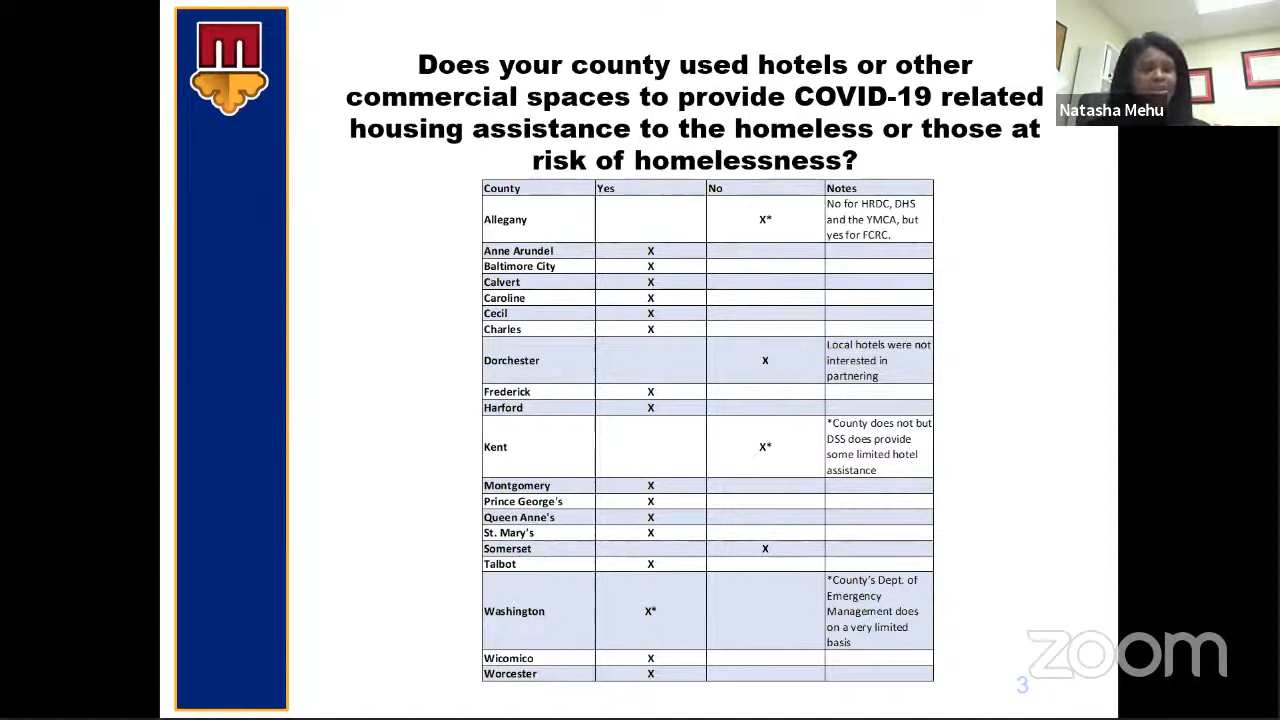 M
Does your county used hotels or other
commercial spaces to provide COVID-19 related
housing assistance to the homeless or those at
risk of homelessness?
Natasha Mehu
County Yes No Notes
Allegany X* No for HRDC, DHS
and the YMCA, but
yes for FCRC.
Anne Arundel X
Baltimore City X
Calvert X
Caroline X
Cecil X
Charles X
Dorchester X Local hotels were not
interested in
partnering
Frederick X
Harford X
Kent X* *County does not but
DSS does provide
some limited hotel
assistance
Montgomery X
Prince George's X
Queen Anne's X
St. Mary's X
Somerset X
Talbot X
Washington X* *County's Dept. of
Emergency
Management does
on a very limited
basis
Wicomico X
Worcester X
zoom
3